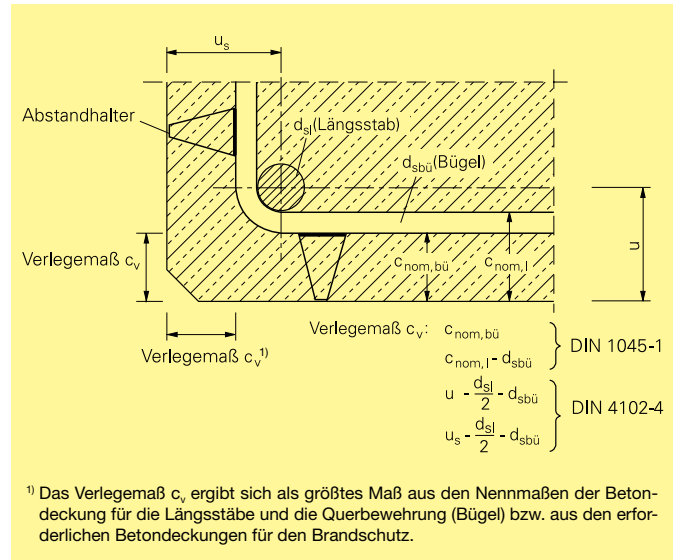 u_s
Abstandhalter
d_sl(Längsstab)
d_sbü(Bügel)
Verlegemaß c_v
c_nom,bü
c_nom,l
u
Verlegemaß c_v¹⁾
Verlegemaß c_v: c_nom,bü
c_nom,l - d_sbü
DIN 1045-1
u - d_sl/2 - d_sbü
u_s - d_sl/2 - d_sbü
DIN 4102-4
¹⁾ Das Verlegemaß c_v ergibt sich als größtes Maß aus den Nennmaßen der Beton-
deckung für die Längsstäbe und die Querbewehrung (Bügel) bzw. aus den erfor-
derlichen Betondeckungen für den Brandschutz.